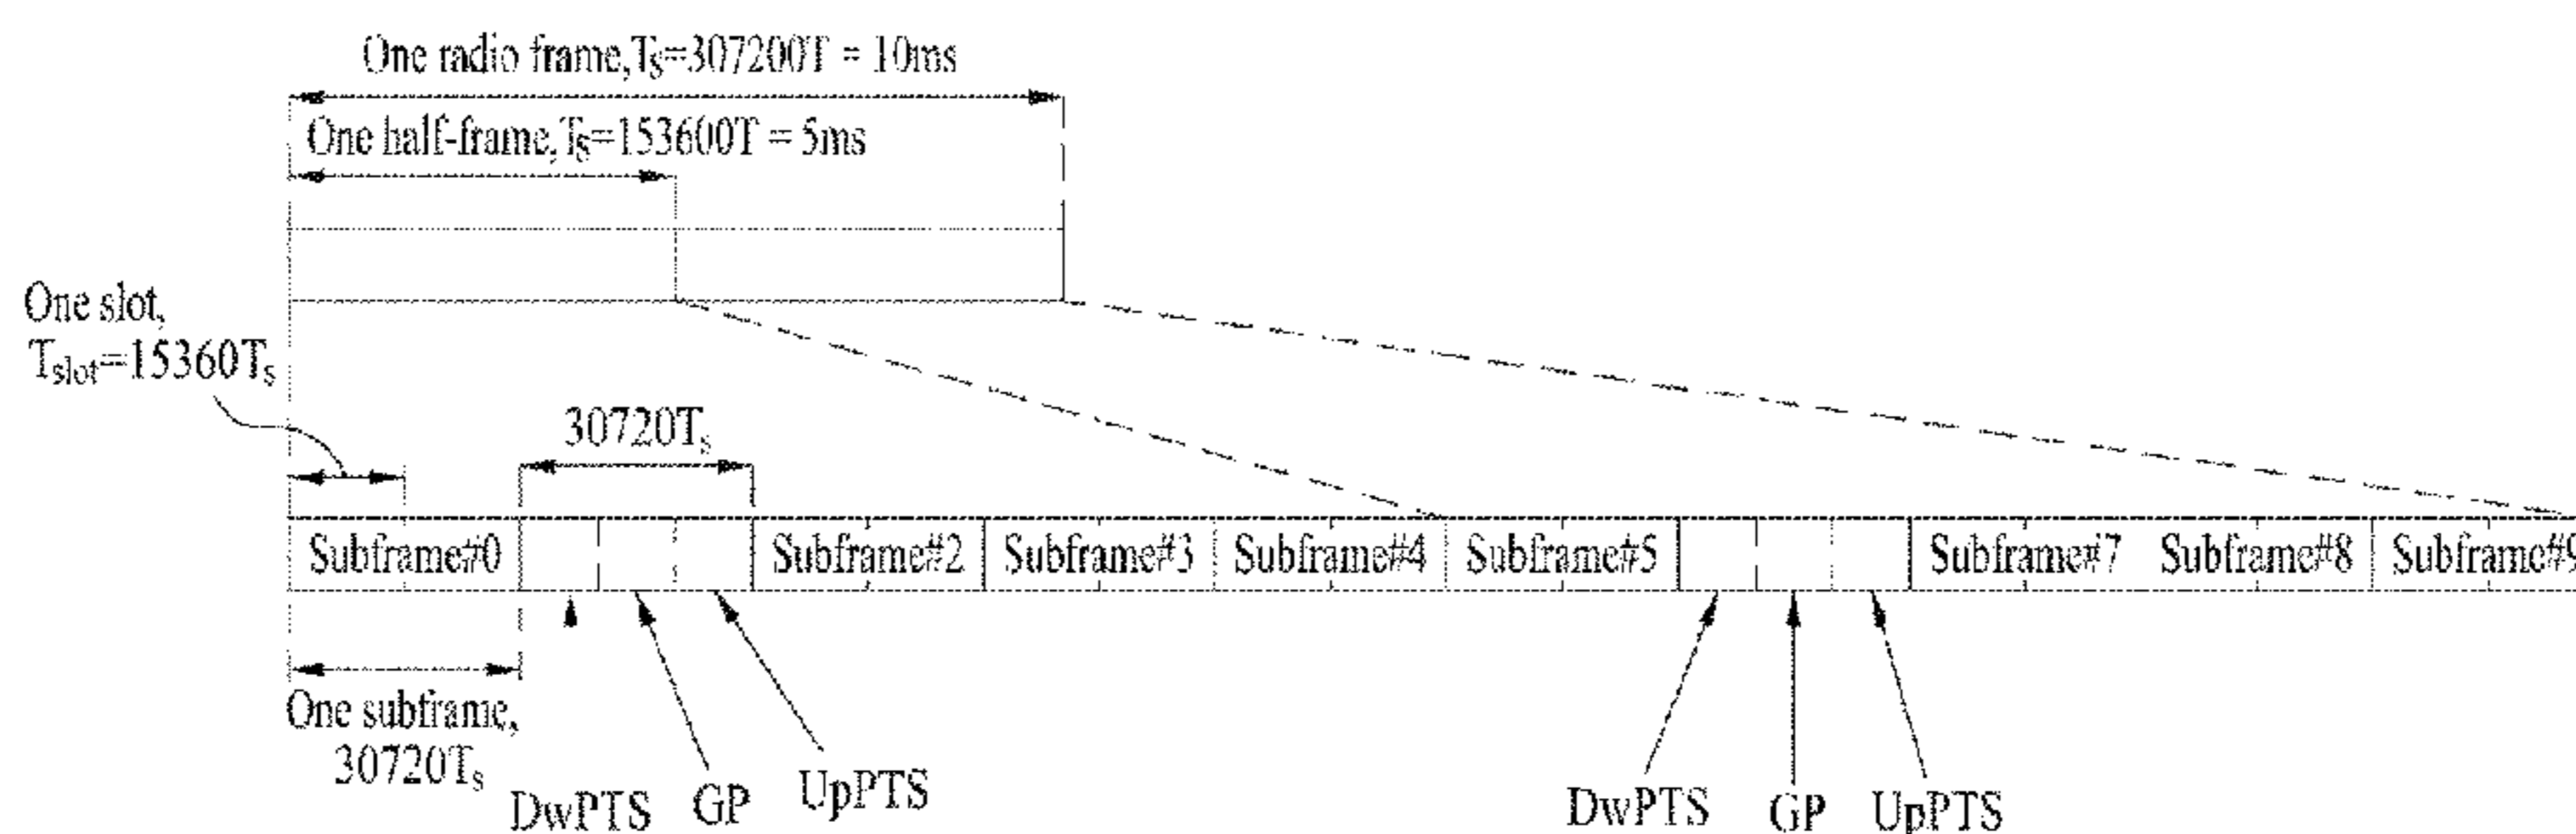 One radio frame,Ts=307200T = 10ms
One half-frame,Ts=153600T = 5ms
One slot,
Tslot=15360Ts
30720Ts
Subframe#0 Subframe#2 Subframe#3 Subframe#4 Subframe#5 Subframe#7 Subframe#8 Subframe#9
One subframe,
30720Ts
DwPTS GP UpPTS DwPTS GP UpPTS